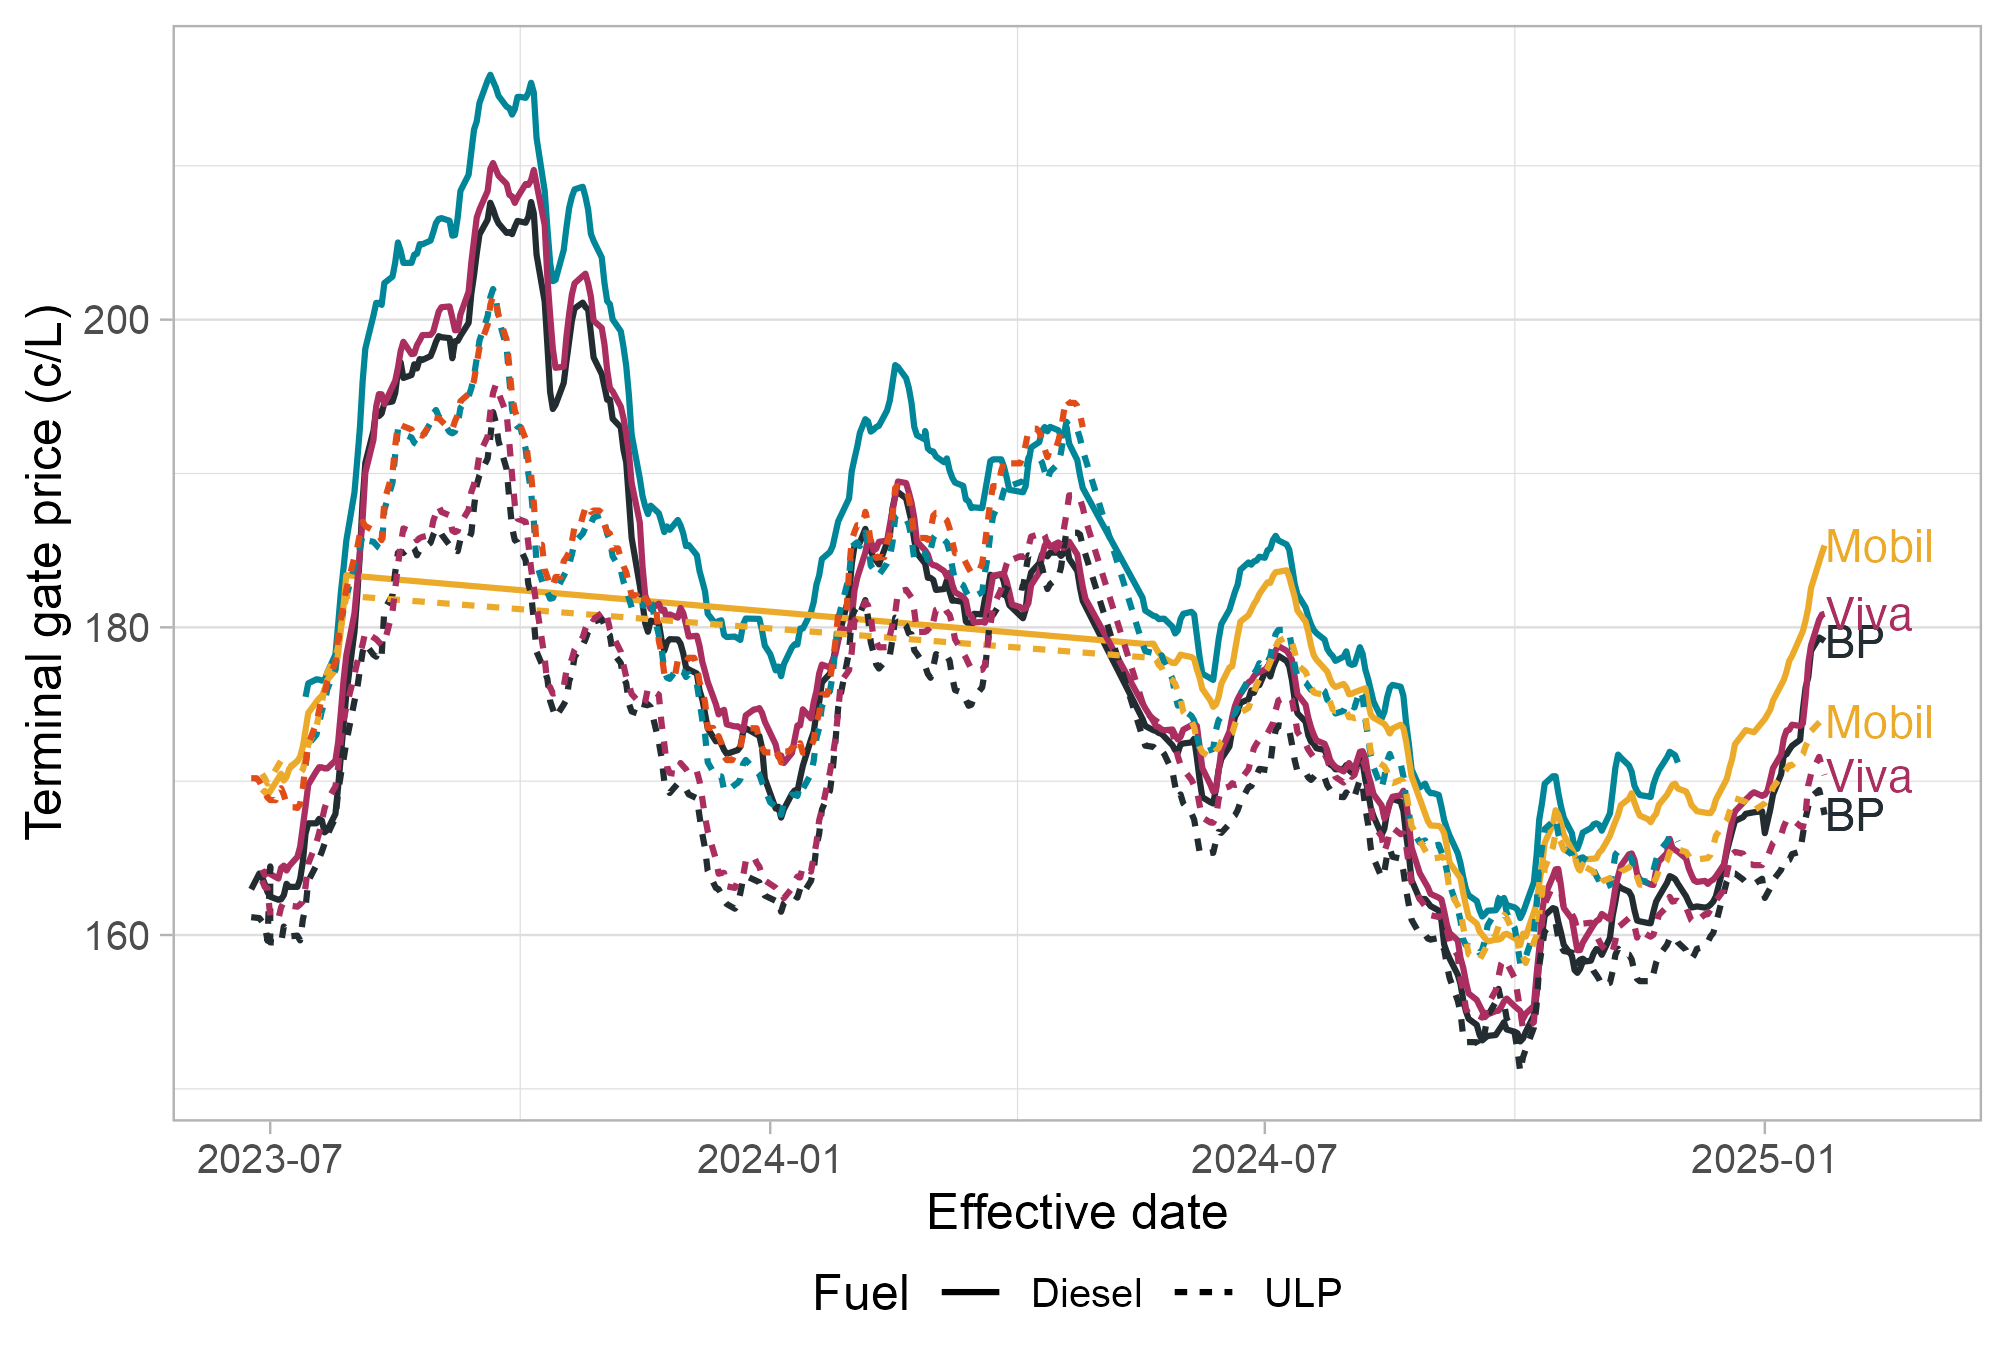 Terminal gate price (c/L)
200
180
160
Mobil
Viva
BP
Mobil
Viva
BP
2023-07
2024-01
2024-07
2025-01
Effective date
Fuel Diesel ULP